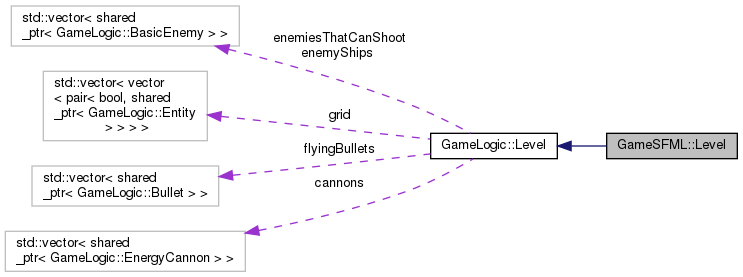 std::vector< shared
_ptr< GameLogic::BasicEnemy > >
enemiesThatCanShoot
enemyShips
std::vector< vector
< pair< bool, shared
_ptr< GameLogic::Entity
> > > >
grid
flyingBullets
GameLogic::Level
GameSFML::Level
std::vector< shared
_ptr< GameLogic::Bullet > >
cannons
std::vector< shared
_ptr< GameLogic::EnergyCannon > >